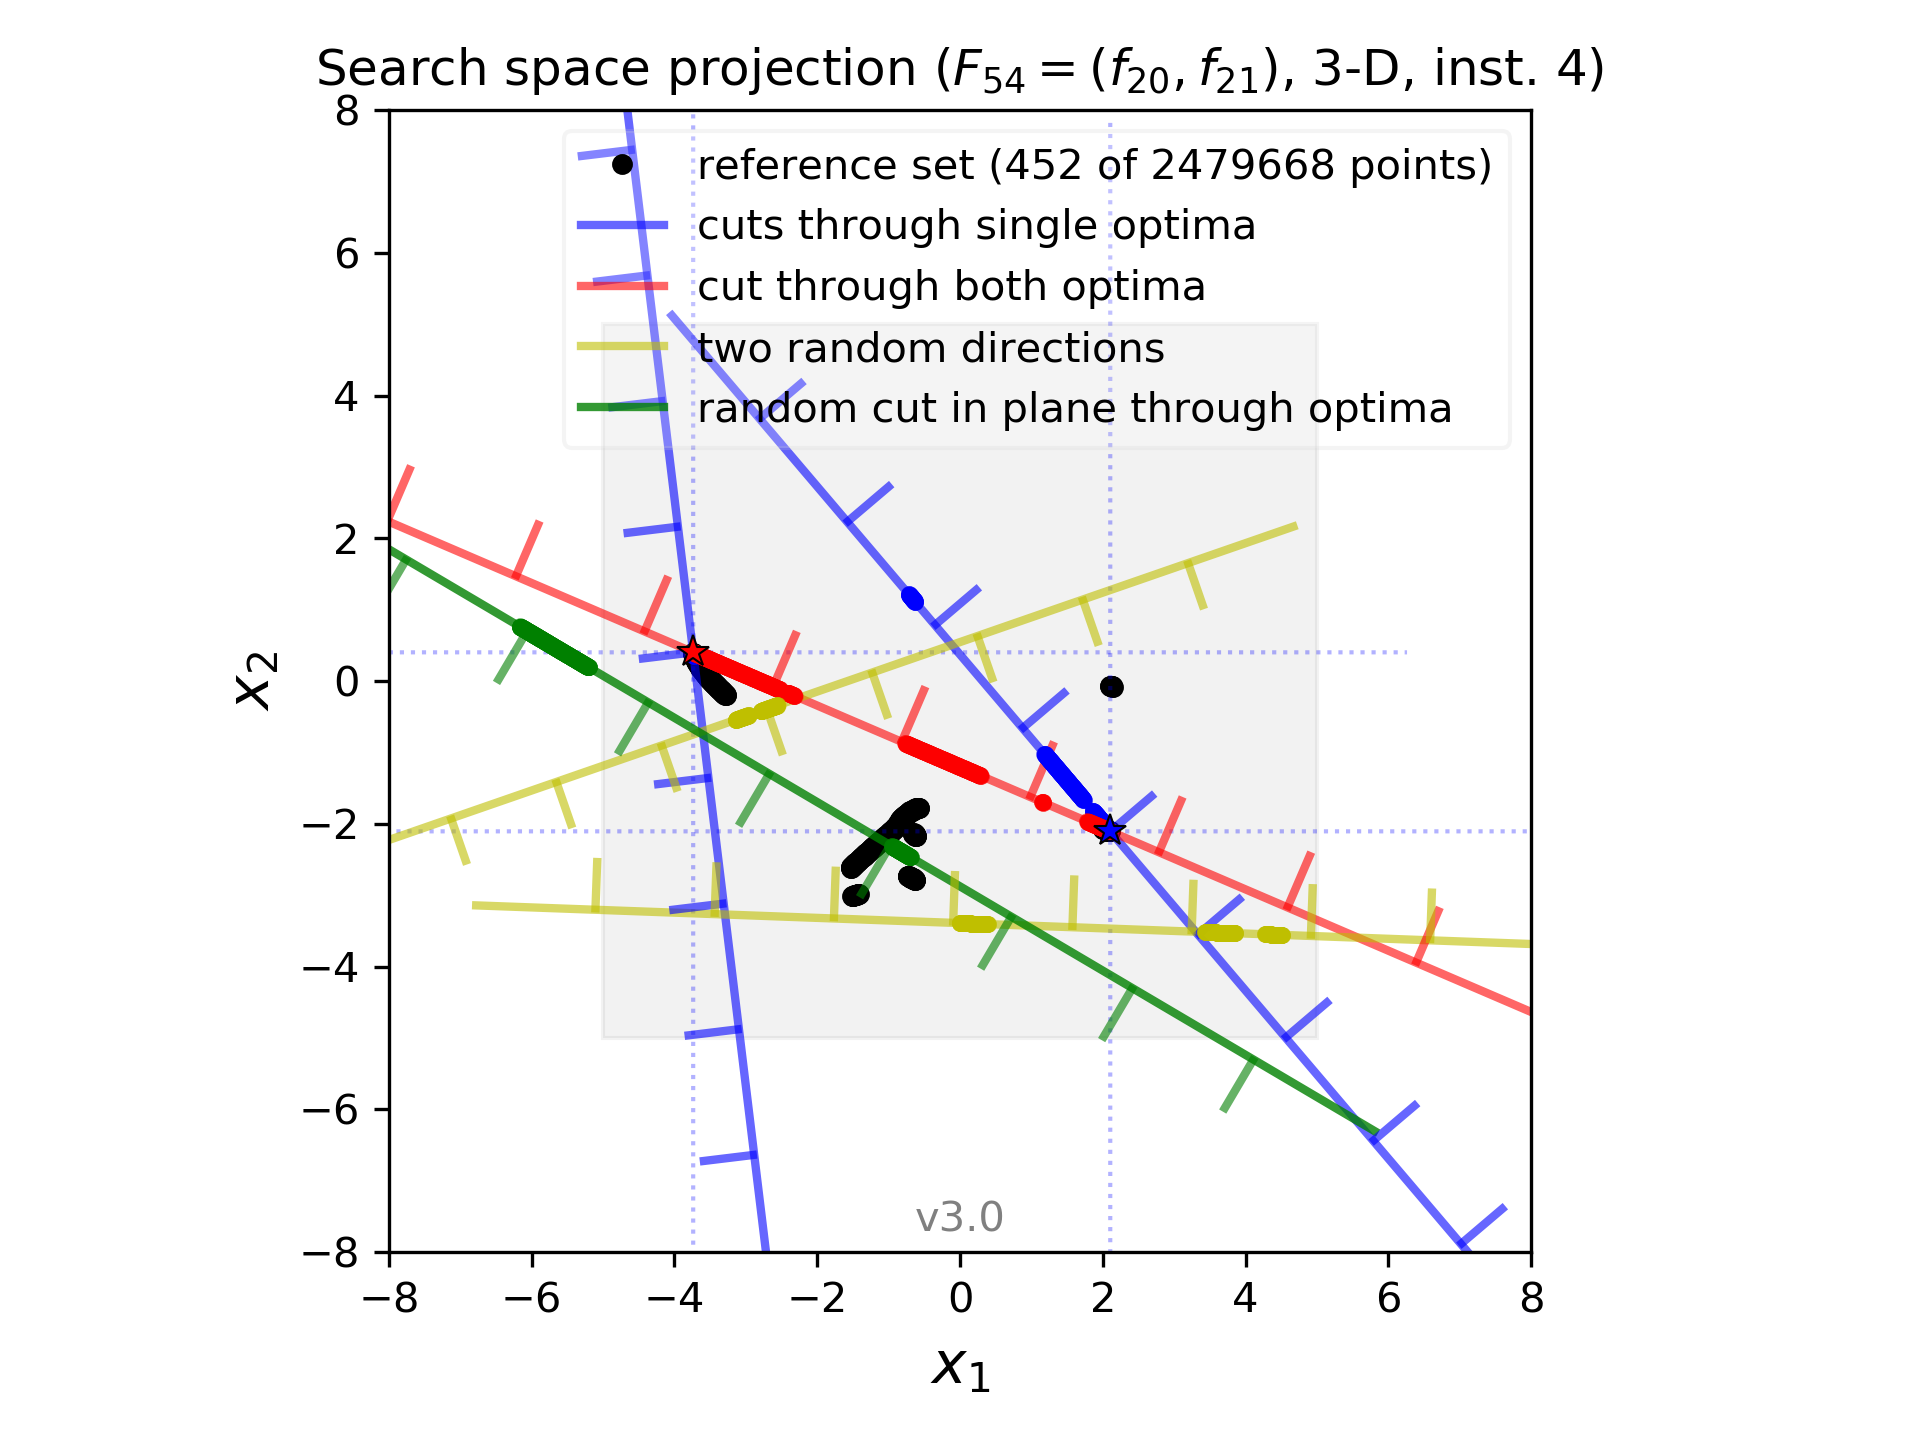 Search space projection (F54 = (f20, f21), 3-D, inst. 4)
reference set (452 of 2479668 points)
cuts through single optima
cut through both optima
two random directions
random cut in plane through optima
8
6
4
2
0
−2
−4
−6
−8
x2
v3.0
−8 −6 −4 −2 0 2 4 6 8
x1